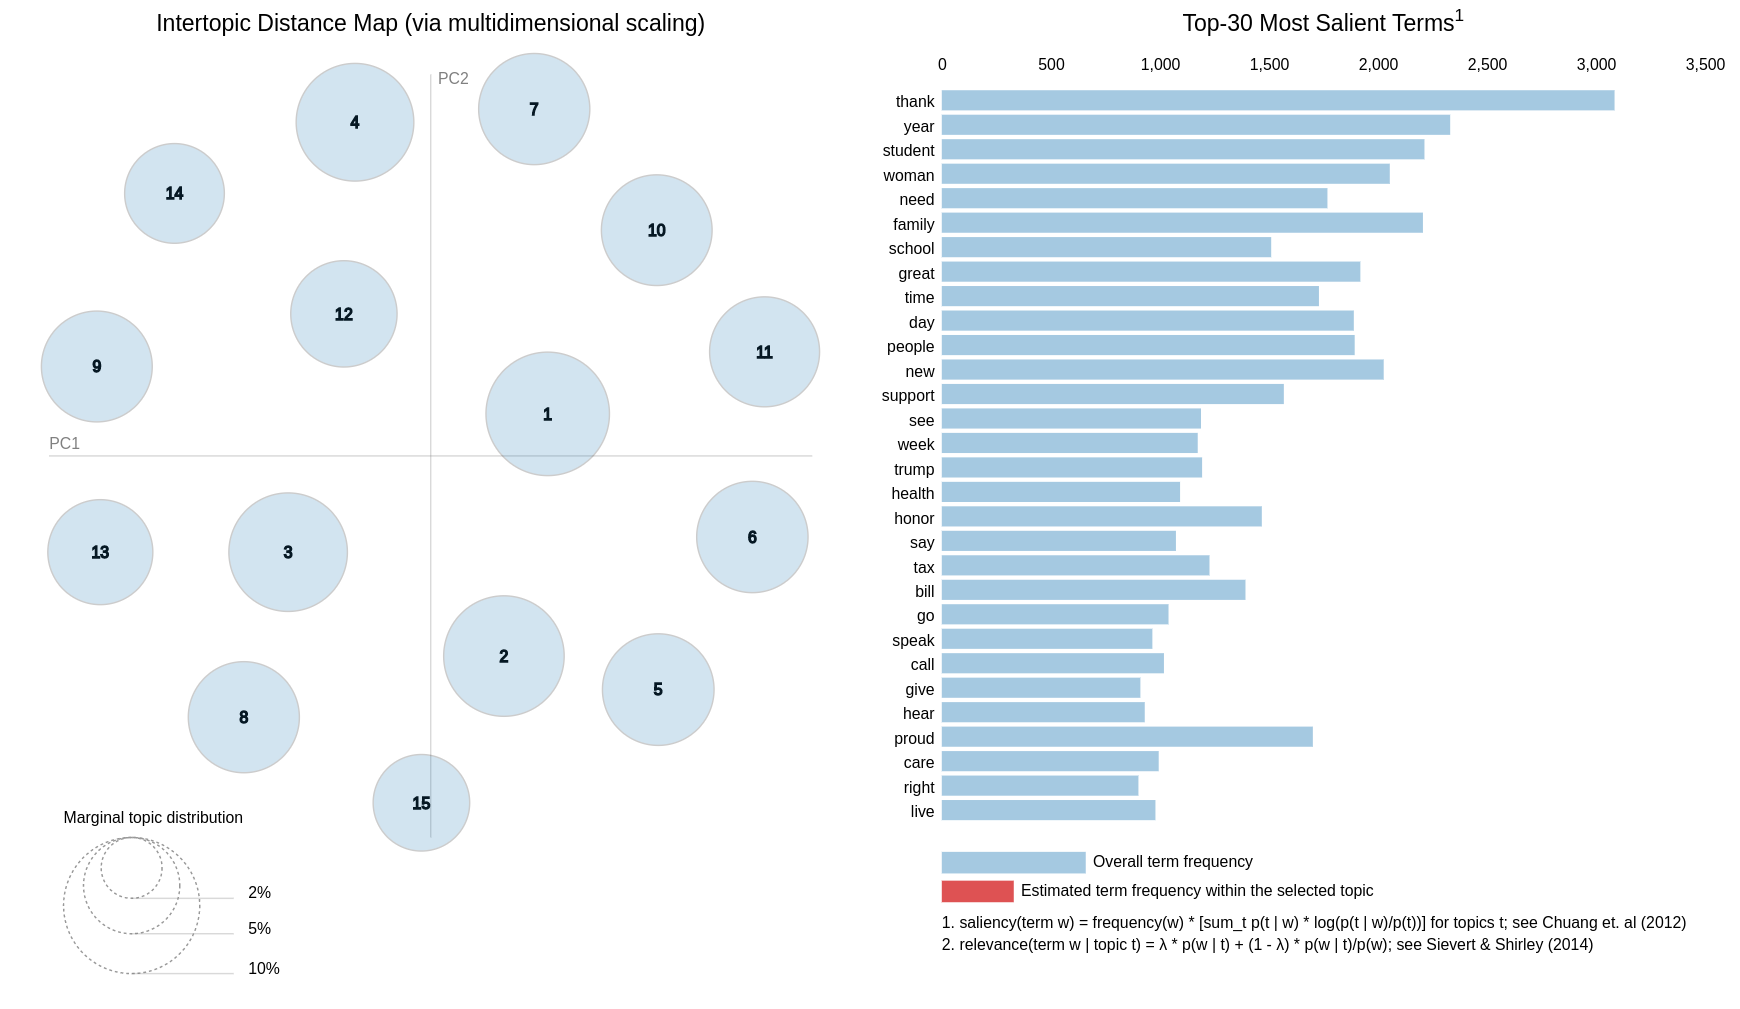 Intertopic Distance Map (via multidimensional scaling)
PC2
4
7
14
10
12
11
9
1
PC1
13
3
6
2
5
8
15
Marginal topic distribution
2%
5%
10%
Top-30 Most Salient Terms1
0 500 1,000 1,500 2,000 2,500 3,000 3,500
thank
year
student
woman
need
family
school
great
time
day
people
new
support
see
week
trump
health
honor
say
tax
bill
go
speak
call
give
hear
proud
care
right
live
Overall term frequency
Estimated term frequency within the selected topic
1. saliency(term w) = frequency(w) * [sum_t p(t | w) * log(p(t | w)/p(t))] for topics t; see Chuang et. al (2012)
2. relevance(term w | topic t) = λ * p(w | t) + (1 - λ) * p(w | t)/p(w); see Sievert & Shirley (2014)